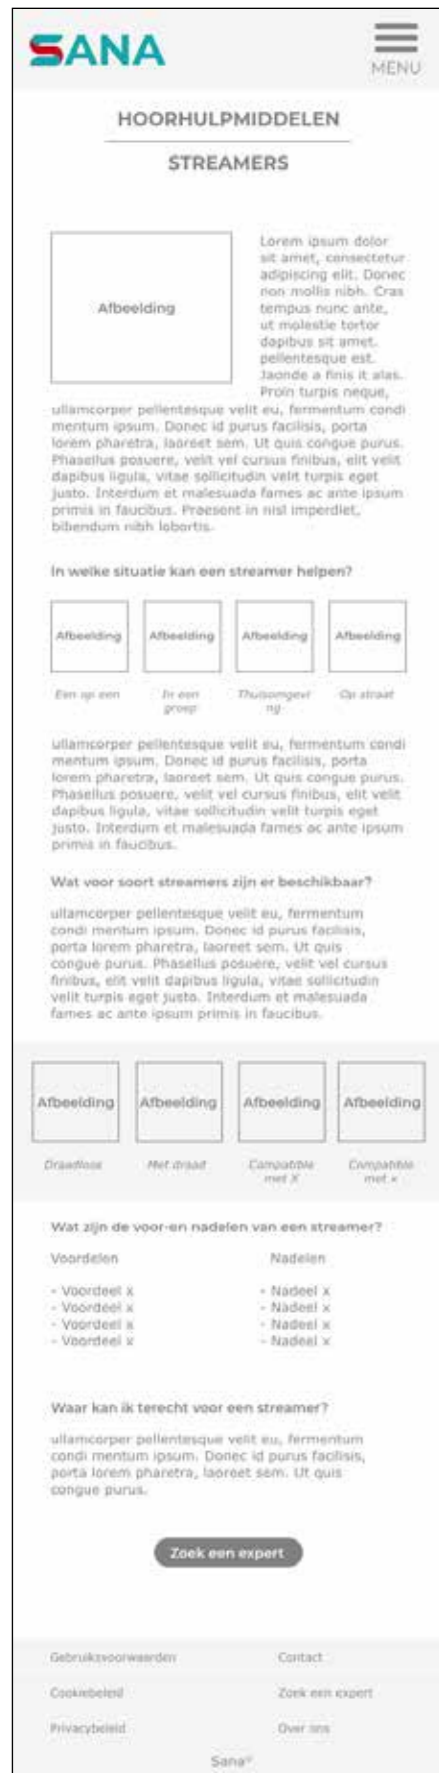 SANA
MENU
HOORHULPMIDDELEN
STREAMERS
Afbeelding
Lorem ipsum dolor
sit amet, consectetur
adipiscing elit. Donec
non mollis nibh. Cras
tempus nunc ante,
ut molestie tortor
dapibus sit amet.
pellentesque est.
Jaonde a finis it alas.
Proin turpis neque,
ullamcorper pellentesque velit eu, fermentum condi
mentum ipsum. Donec id purus facilisis, porta
lorem pharetra, laoreet sem. Ut quis congue purus.
Phasellus posuere, velit vel cursus finibus, elit velit
dapibus ligula, vitae sollicitudin velit turpis eget
justo. Interdum et malesuada fames ac ante ipsum
primis in faucibus. Praesent in nisl imperdiet,
bibendum nibh lobortis.
In welke situatie kan een streamer helpen?
Afbeelding Afbeelding Afbeelding Afbeelding
Een op een In een groep Thuisomgevi ng Op straat
ullamcorper pellentesque velit eu, fermentum condi
mentum ipsum. Donec id purus facilisis, porta
lorem pharetra, laoreet sem. Ut quis congue purus.
Phasellus posuere, velit vel cursus finibus, elit velit
dapibus ligula, vitae sollicitudin velit turpis eget
justo. Interdum et malesuada fames ac ante ipsum
primis in faucibus.
Wat voor soort streamers zijn er beschikbaar?
ullamcorper pellentesque velit eu, fermentum
condi mentum ipsum. Donec id purus facilisis,
porta lorem pharetra, laoreet sem. Ut quis
congue purus. Phasellus posuere, velit vel cursus
finibus, elit velit dapibus ligula, vitae sollicitudin
velit turpis eget justo. Interdum et malesuada
fames ac ante ipsum primis in faucibus.
Afbeelding Afbeelding Afbeelding Afbeelding
Draadloos Met draad Compatible met X Compatible met x
Wat zijn de voor-en nadelen van een streamer?
Voordelen Nadelen
- Voordeel x - Nadeel x
- Voordeel x - Nadeel x
- Voordeel x - Nadeel x
- Voordeel x - Nadeel x
Waar kan ik terecht voor een streamer?
ullamcorper pellentesque velit eu, fermentum
condi mentum ipsum. Donec id purus facilisis,
porta lorem pharetra, laoreet sem. Ut quis
congue purus.
Zoek een expert
Gebruiksvoorwaarden Contact
Cookiebeleid Zoek een expert
Privacybeleid Over ons
Sana®